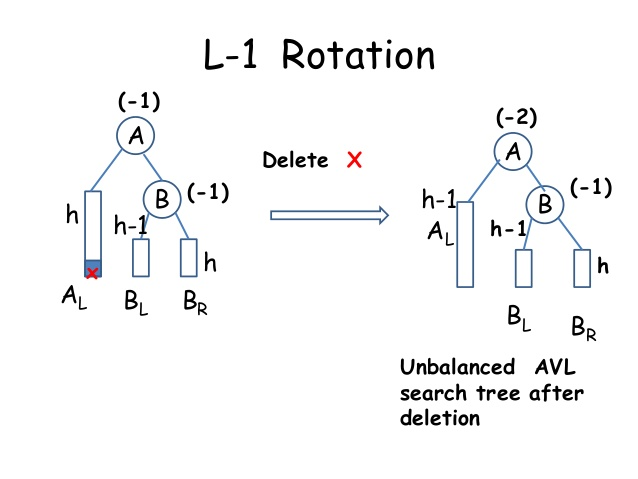 L-1 Rotation
(-1)
A
Delete X
B (-1)
h
h-1
h
x
AL
BL
BR
(-2)
A
(-1)
h-1
B
AL
h-1
h
BL
BR
Unbalanced AVL
search tree after
deletion